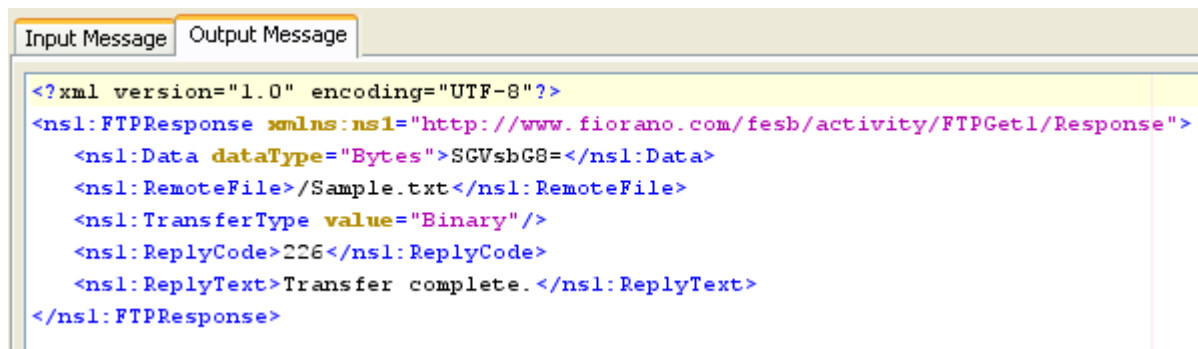 Input Message
Output Message
<?xml version="1.0" encoding="UTF-8"?>
<ns1:FTPResponse xmlns:ns1="http://www.fiorano.com/fesb/activity/FTPGet1/Response">
<ns1:Data dataType="Bytes">SGVsbG8=</ns1:Data>
<ns1:RemoteFile>/Sample.txt</ns1:RemoteFile>
<ns1:TransferType value="Binary"/>
<ns1:ReplyCode>226</ns1:ReplyCode>
<ns1:ReplyText>Transfer complete.</ns1:ReplyText>
</ns1:FTPResponse>